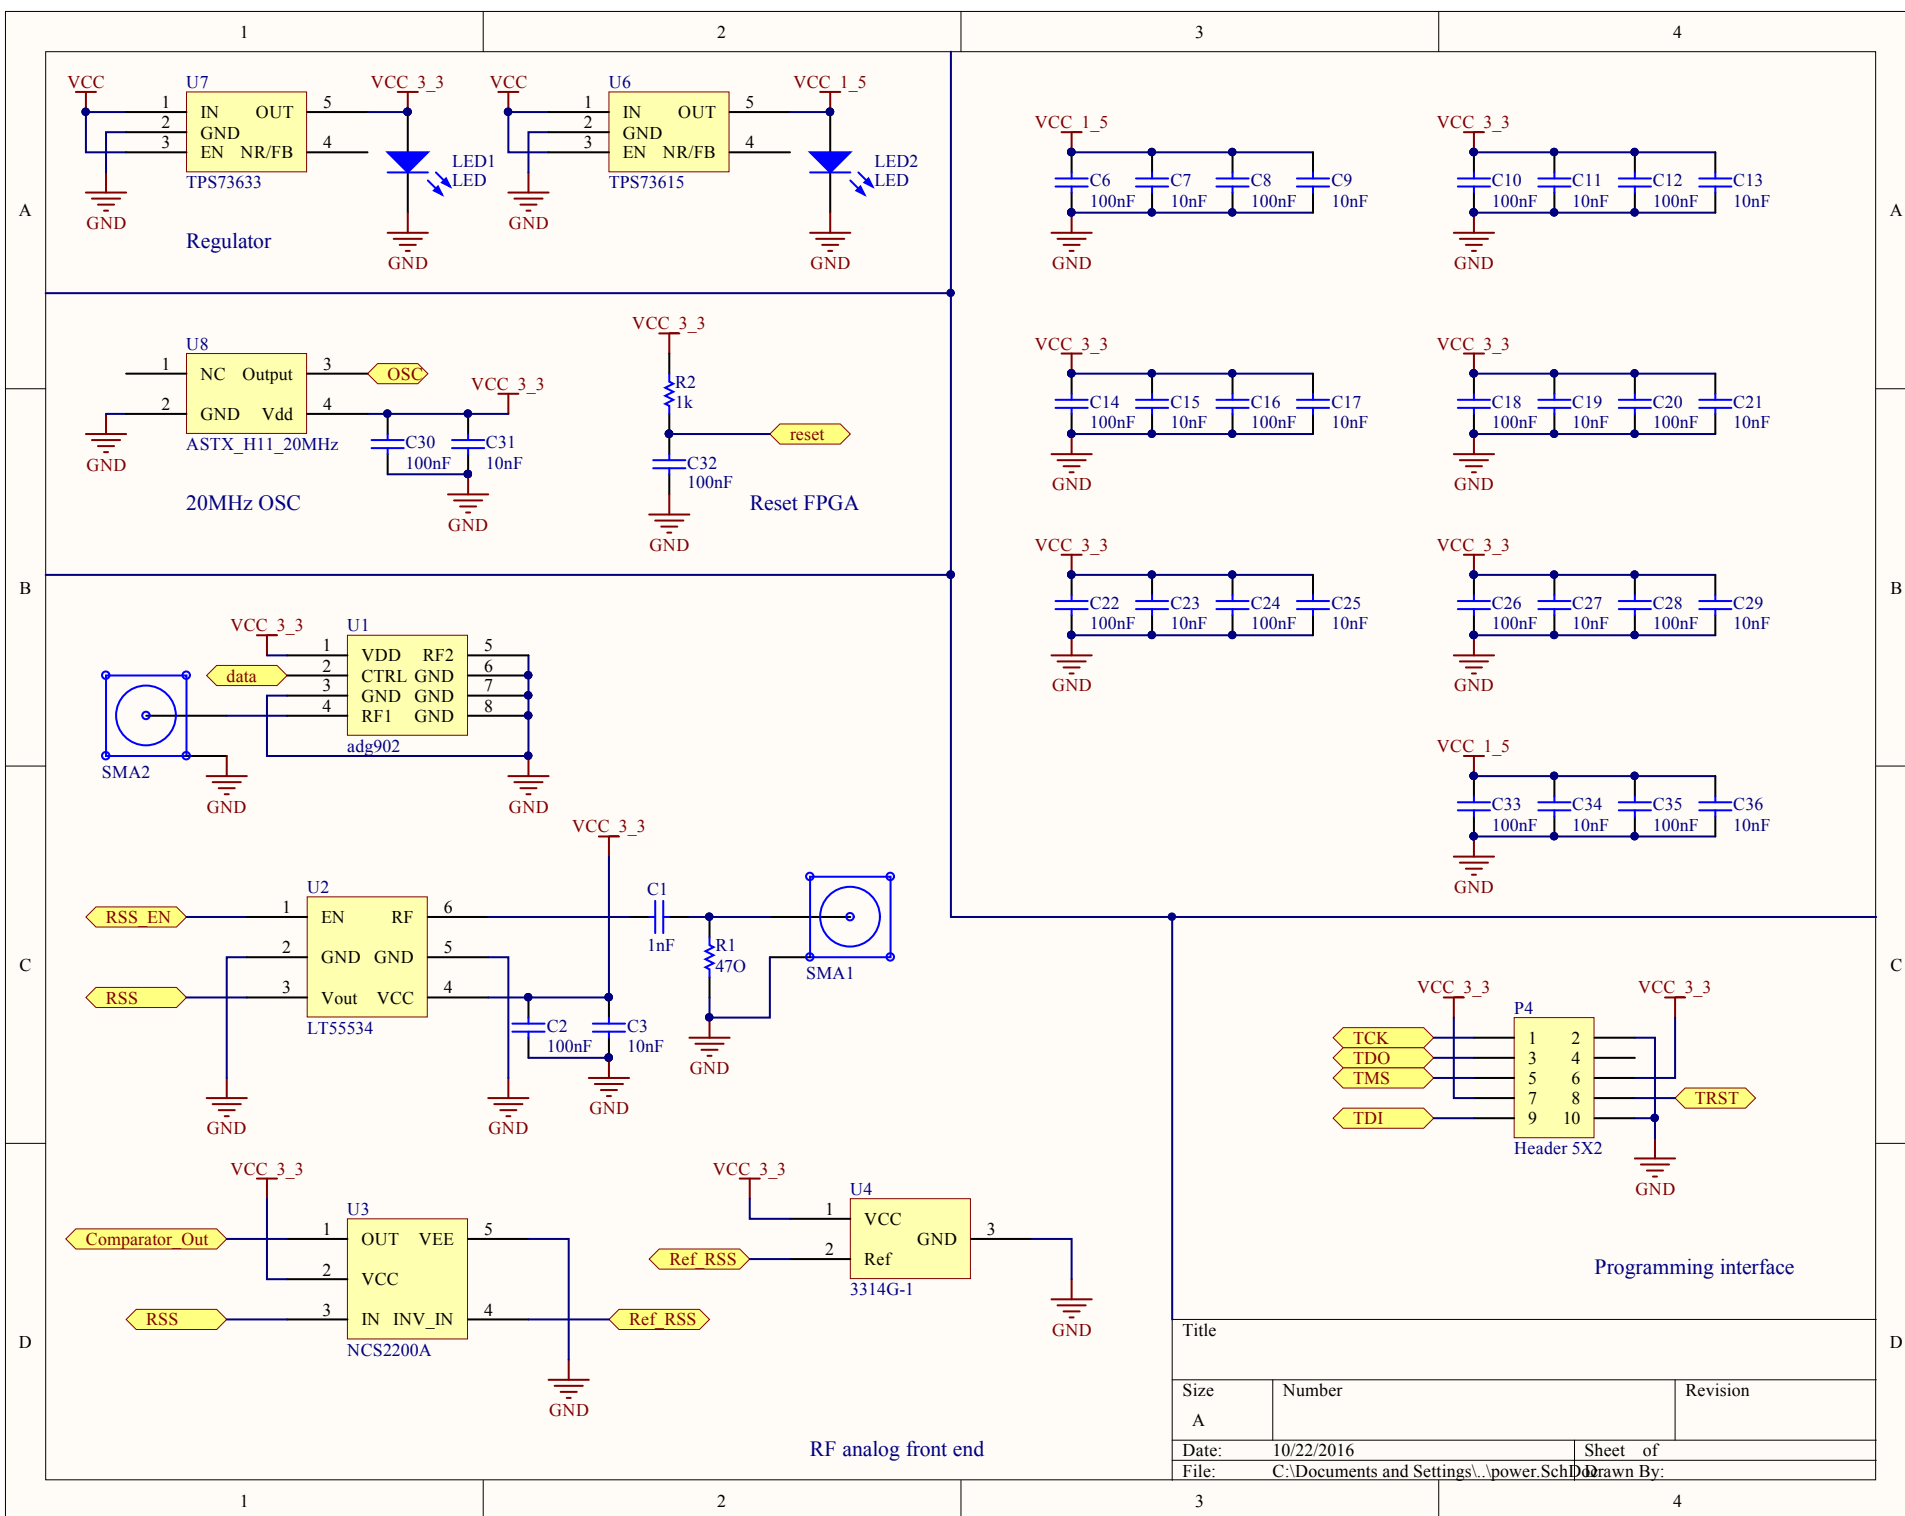 1 2 3 4
A
VCC
U7
VCC_3_3
1 IN OUT 5
2 GND
3 EN NR/FB 4
TPS73633
LED1
LED
GND
GND
Regulator
VCC
U6
VCC_1_5
1 IN OUT 5
2 GND
3 EN NR/FB 4
TPS73615
LED2
LED
GND
GND
VCC_1_5
C6 C7 C8 C9
100nF 10nF 100nF 10nF
GND
VCC_3_3
C10 C11 C12 C13
100nF 10nF 100nF 10nF
GND
A
U8
1 NC Output 3 OSC
2 GND Vdd 4
ASTX_H11_20MHz
GND
VCC_3_3
C30 C31
100nF 10nF
GND
20MHz OSC
VCC_3_3
R2
1k
reset
C32
100nF
GND
Reset FPGA
VCC_3_3
C14 C15 C16 C17
100nF 10nF 100nF 10nF
GND
VCC_3_3
C18 C19 C20 C21
100nF 10nF 100nF 10nF
GND
B
VCC_3_3
C22 C23 C24 C25
100nF 10nF 100nF 10nF
GND
VCC_3_3
C26 C27 C28 C29
100nF 10nF 100nF 10nF
GND
B
VCC_3_3
U1
1 VDD RF2 5
data 2 CTRL GND 6
3 GND GND 7
4 RF1 GND 8
adg902
SMA2
GND
GND
VCC_1_5
C33 C34 C35 C36
100nF 10nF 100nF 10nF
GND
C
VCC_3_3
U2
RSS_EN 1 EN RF 6
2 GND GND 5
RSS 3 Vout VCC 4
LT55534
C1
1nF
R1
47O
SMA1
C2 C3
100nF 10nF
GND
GND
GND
GND
C
VCC_3_3 VCC_3_3
P4
TCK 1 2
TDO 3 4
TMS 5 6
7 8 TRST
TDI 9 10
Header 5X2
GND
Programming interface
D
VCC_3_3
U3
Comparator_Out 1 OUT VEE 5
2 VCC
RSS 3 IN INV_IN 4 Ref_RSS
NCS2200A
GND
VCC_3_3
U4
1 VCC
GND 3
Ref_RSS 2 Ref
3314G-1
GND
RF analog front end
D
Title
Size Number Revision
A
Date: 10/22/2016 Sheet of
File: C:\Documents and Settings\..\power.SchDoc Drawn By:
1 2 3 4